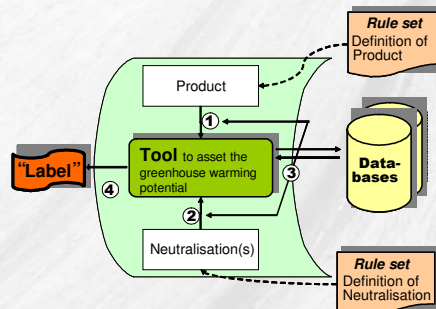 Rule set
Definition of
Product
Product
①
Tool to asset the
greenhouse warming
potential
③
Data-
bases
"Label"
④
②
Neutralisation(s)
Rule set
Definition of
Neutralisation